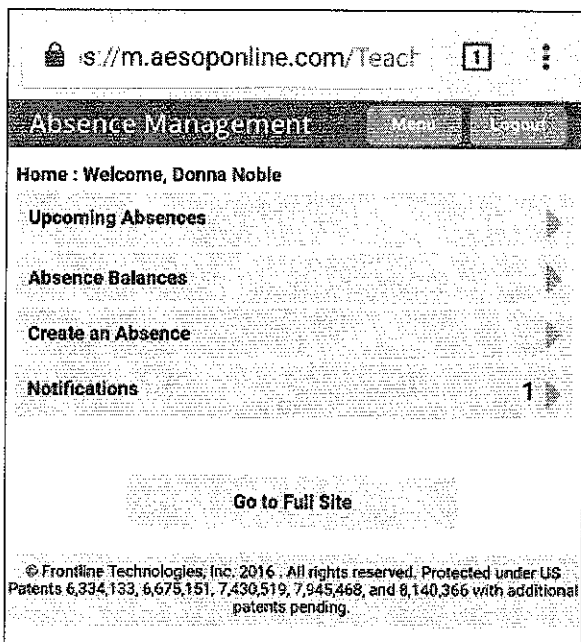 s://m.aesoponline.com/Teach 1
Absence Management Menu Logout
Home : Welcome, Donna Noble
Upcoming Absences
Absence Balances
Create an Absence
Notifications 1
Go to Full Site
© Frontline Technologies, Inc. 2016 . All rights reserved. Protected under US
Patents 6,334,133, 6,675,151, 7,430,519, 7,945,468, and 8,140,366 with additional
patents pending.